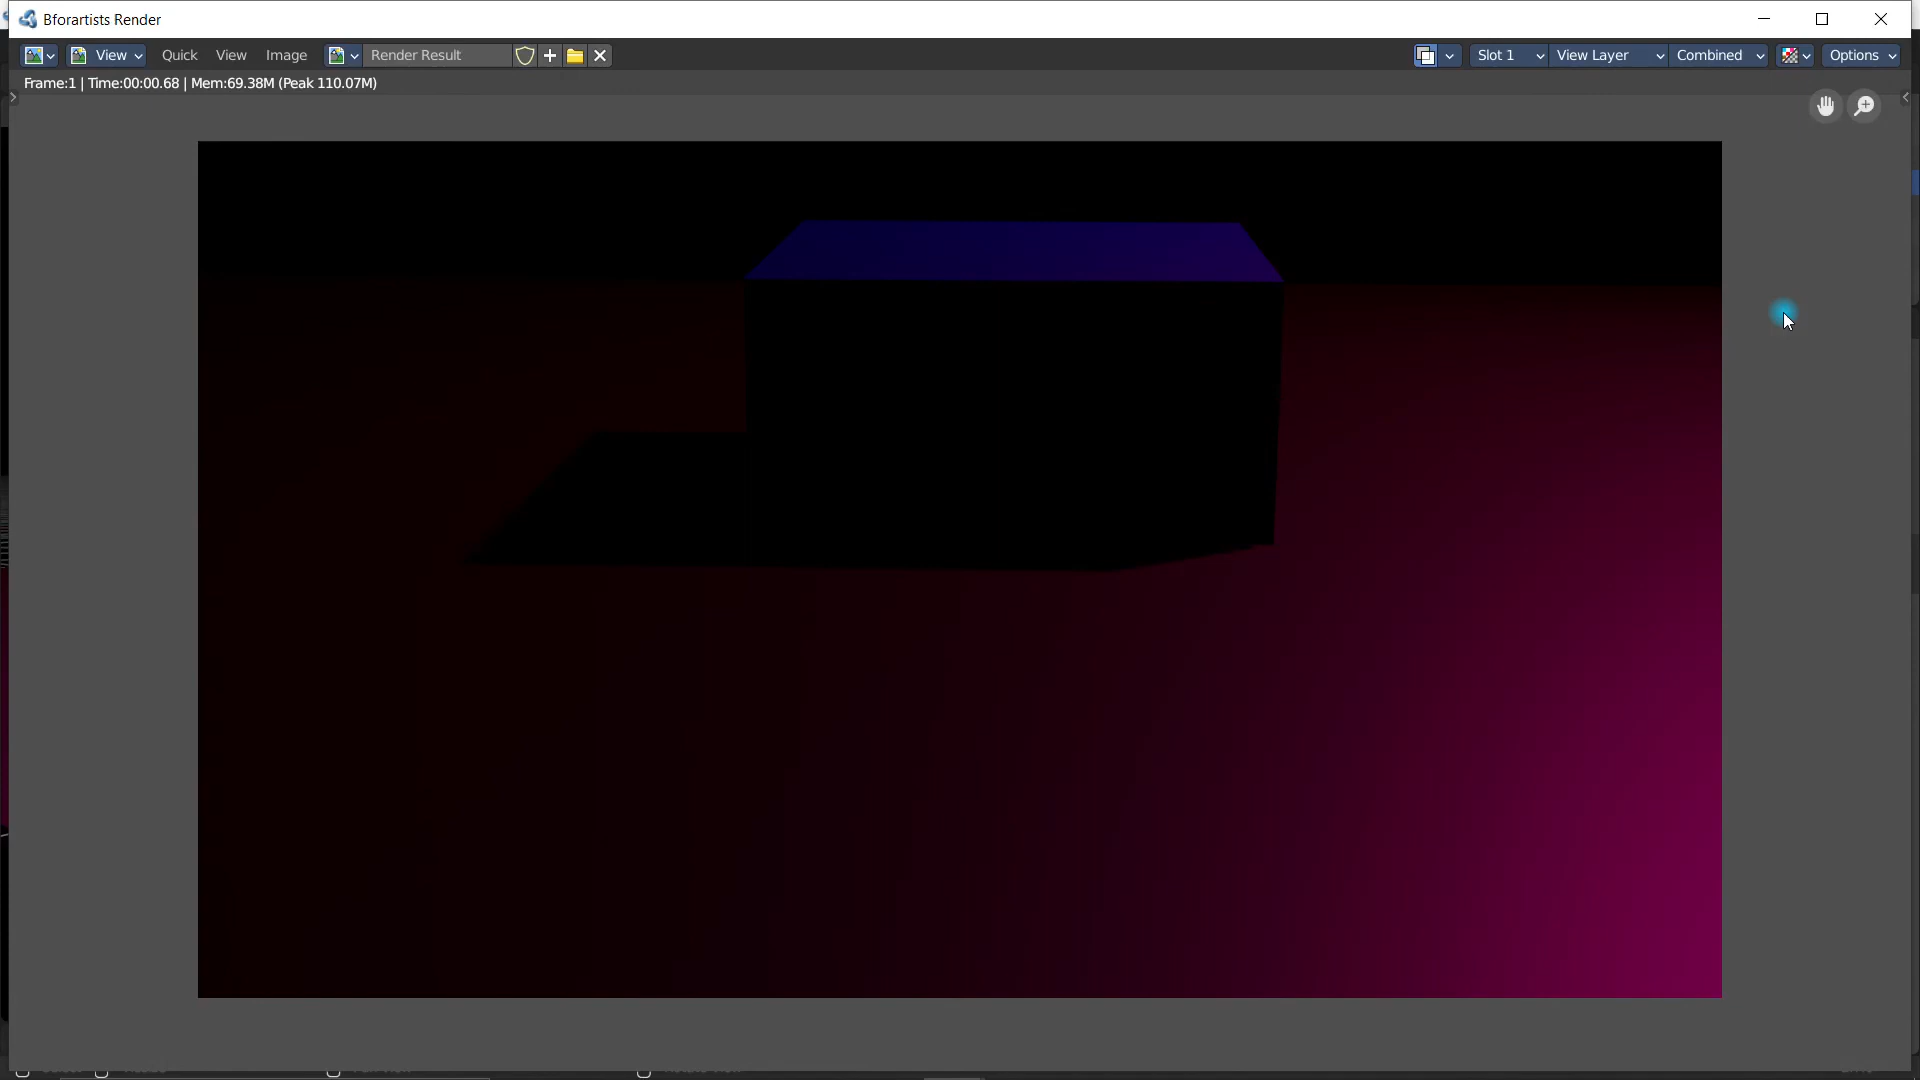 Bforartists Render
View Quick View Image Render Result Slot 1 View Layer Combined Options
Frame:1 | Time:00:00.68 | Mem:69.38M (Peak 110.07M)